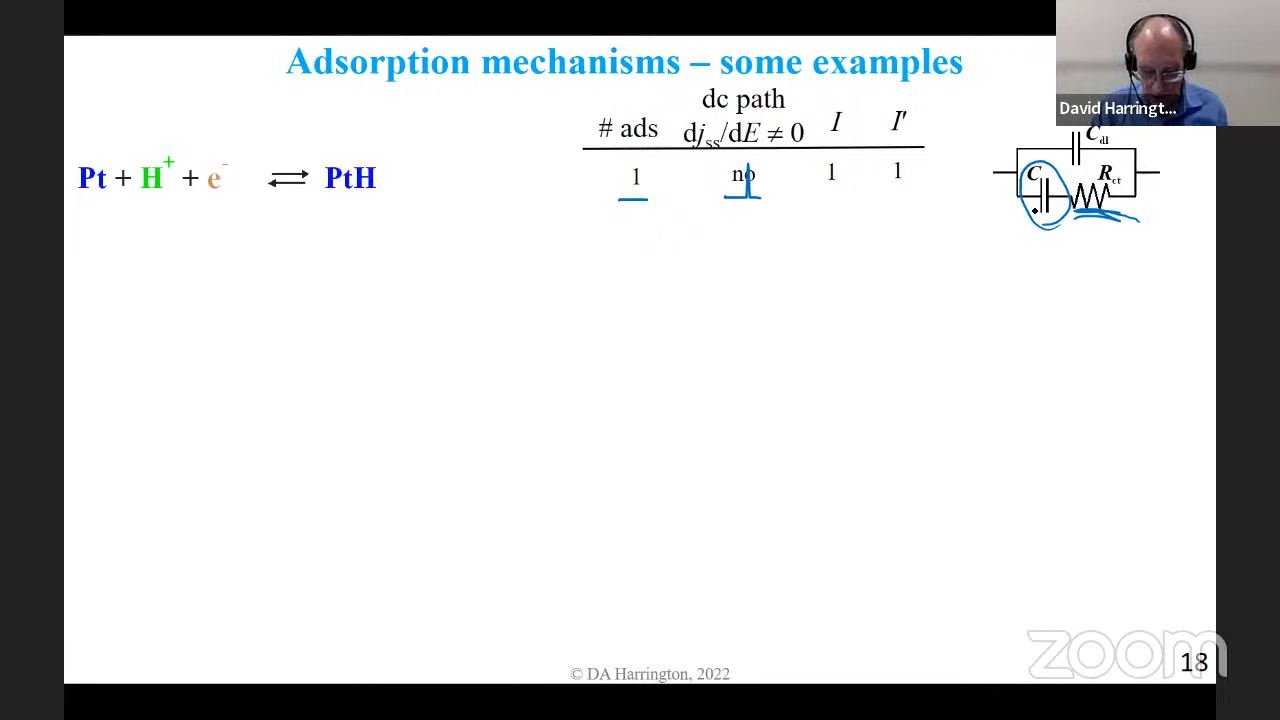 Adsorption mechanisms – some examples
David Harringt...
# ads
dc path
djss/dE ≠ 0
I
I′
Pt + H+ + e− ⇌ PtH
1
no
1
1
Cdl
C
Rct
© DA Harrington, 2022
zoom
18